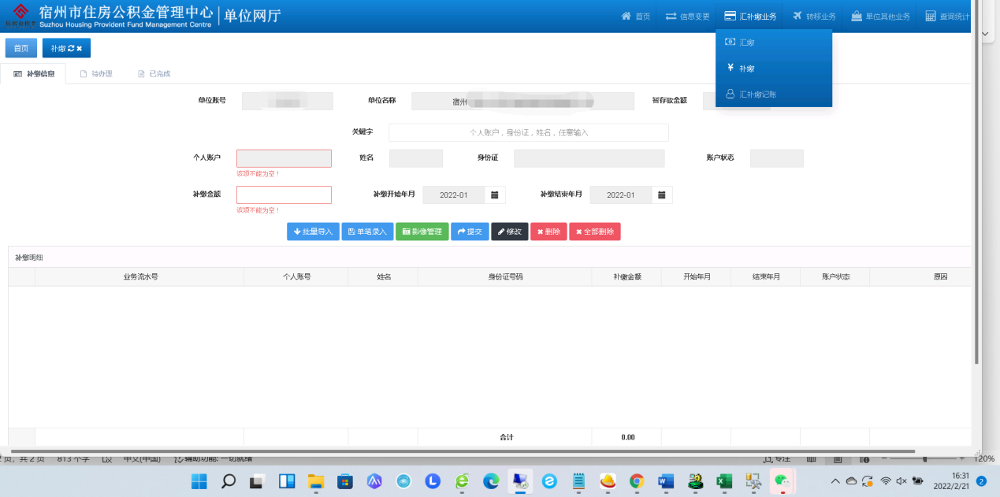 宿州市住房公积金管理中心 单位网厅
Suzhou Housing Provident Fund Management Centre
首页 信息变更 汇补缴业务 转移业务 单位其他业务 查询统计
汇缴
补缴
汇补缴记账
首页 补缴
补缴信息 待办理 已完成
单位账号 单位名称 宿州 暂存款金额
关键字 个人账户，身份证，姓名，任意输入
个人账户 姓名 身份证 账户状态
该项不能为空！
补缴金额 补缴开始年月 2022-01 补缴结束年月 2022-01
该项不能为空！
批量导入 单笔录入 影像管理 提交 修改 删除 全部删除
补缴明细
业务流水号 个人账号 姓名 身份证号码 补缴金额 开始年月 结束年月 账户状态 原因
合计 0.00
页，共2页 813个字 中文(中国) 辅助功能: 一切就绪 专注 120%
16:31
2022/2/21
2